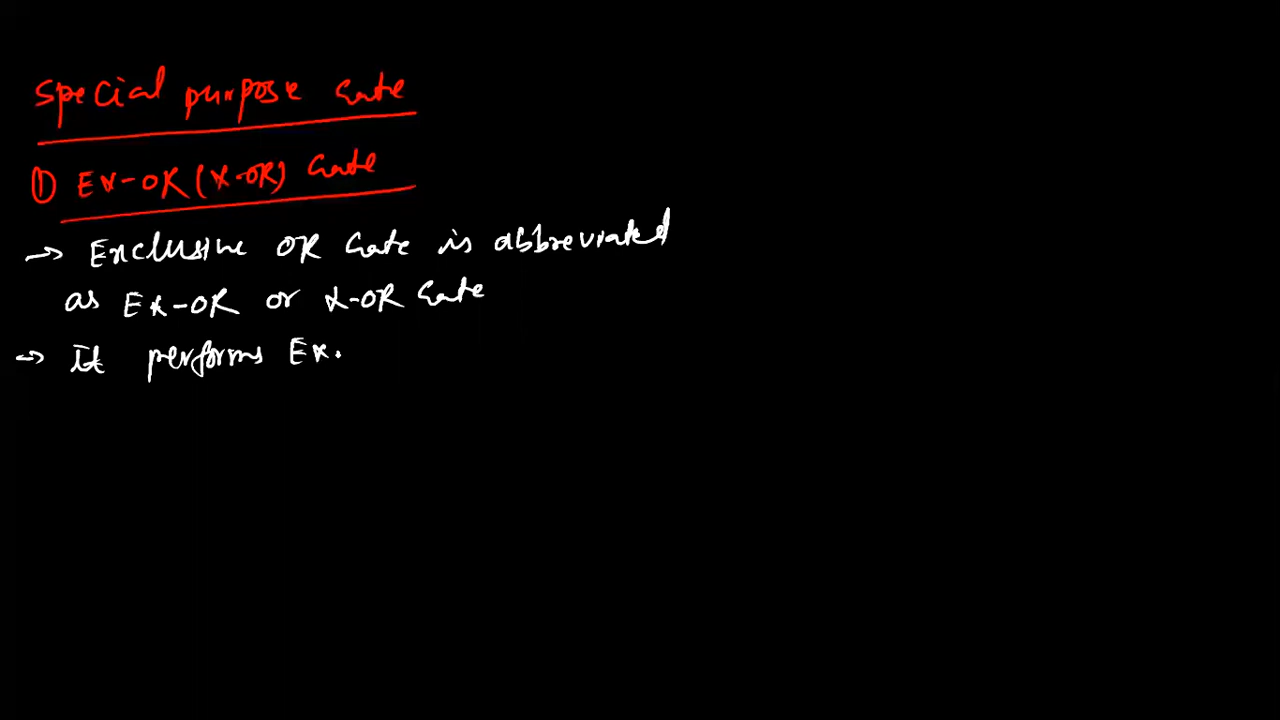 Special purpose Gate
① EX-OR (X-OR) Gate
→ Exclusive OR Gate is abbreviated
as EX-OR or X-OR Gate
→ It performs Ex.